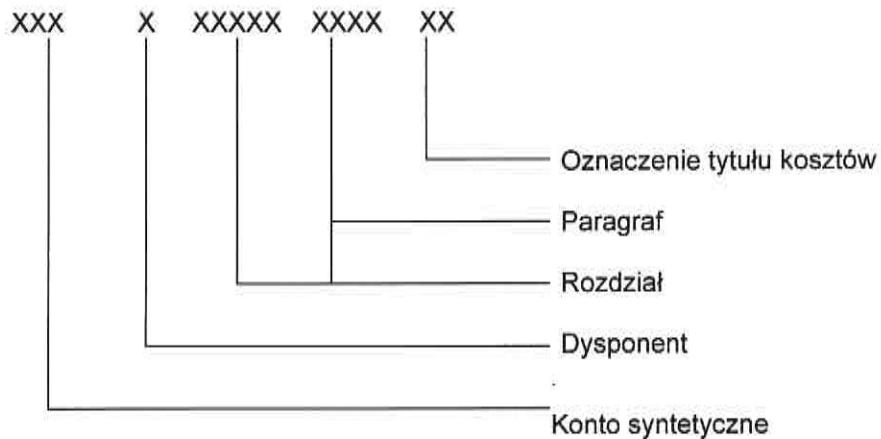 XXX X XXXXX XXXX XX
Oznaczenie tytułu kosztów
Paragraf
Rozdział
Dysponent
Konto syntetyczne